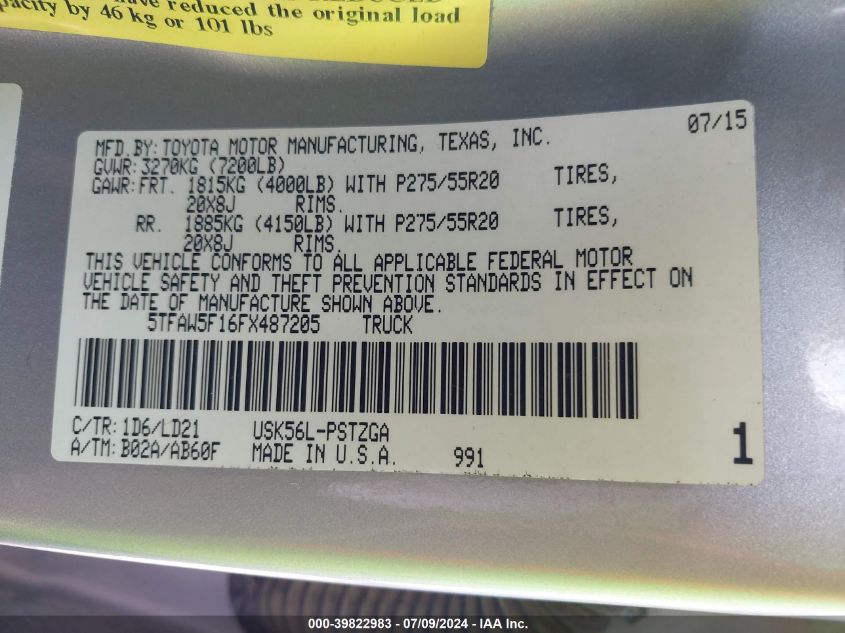 have reduced the original load
pacity by 46 kg or 101 lbs
07/15
MFD.BY: TOYOTA MOTOR MANUFACTURING, TEXAS, INC.
GVWR: 3270KG (7200LB)
GAWR: FRT. 1815KG (4000LB) WITH P275/55R20 TIRES,
20X8J RIMS.
RR. 1885KG (4150LB) WITH P275/55R20 TIRES,
20X8J RIMS.
THIS VEHICLE CONFORMS TO ALL APPLICABLE FEDERAL MOTOR
VEHICLE SAFETY AND THEFT PREVENTION STANDARDS IN EFFECT ON
THE DATE OF MANUFACTURE SHOWN ABOVE.
5TFAW5F16FX487205 TRUCK
C/TR: 1D6/LD21 USK56L-PSTZGA
A/TM: B02A/AB60F MADE IN U.S.A. 991 1
000-39822983 - 07/09/2024 - IAA Inc.